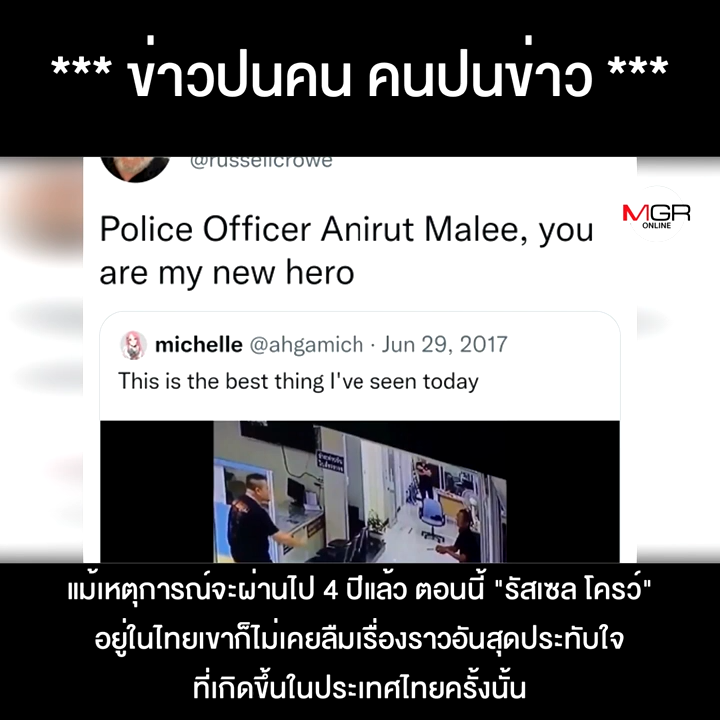 *** ข่าวปนคน คนปนข่าว ***
@russellcrowe
MGR
ONLINE
Police Officer Anirut Malee, you
are my new hero
michelle @ahgamich · Jun 29, 2017
This is the best thing I've seen today
แม้เหตุการณ์จะผ่านไป 4 ปีแล้ว ตอนนี้ "รัสเซล โครว์"
อยู่ในไทยเขาก็ไม่เคยลืมเรื่องราวอันสุดประทับใจ
ที่เกิดขึ้นในประเทศไทยครั้งนั้น